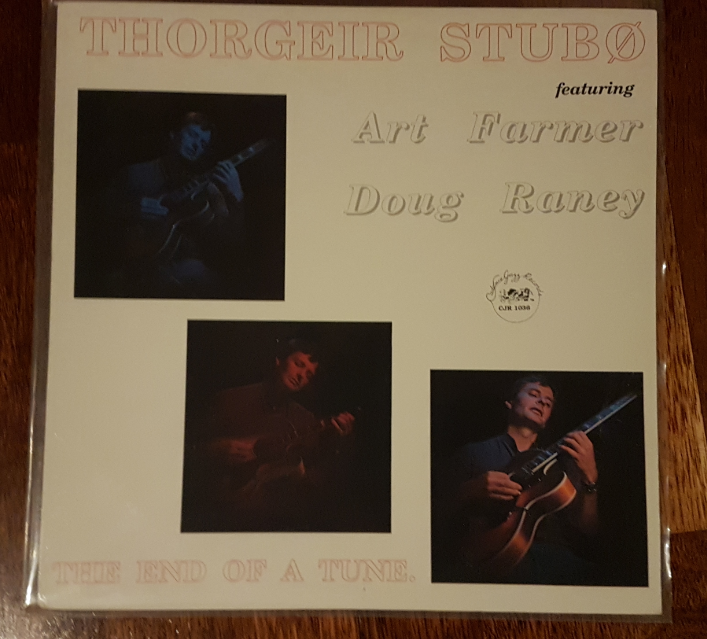 THORGEIR STUBØ
featuring
Art Farmer
Doug Raney
CJR 1038
THE END OF A TUNE.